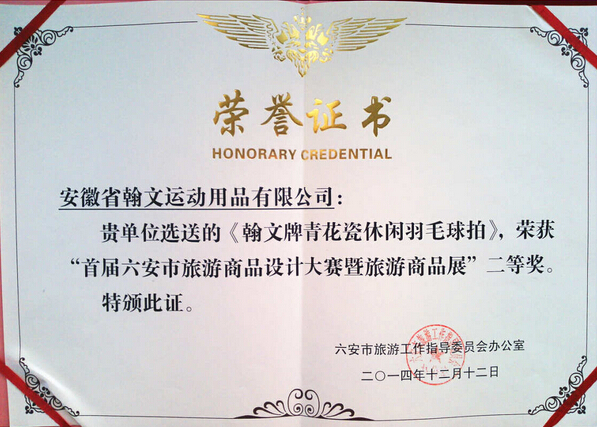 荣誉证书
HONORARY CREDENTIAL
安徽省翰文运动用品有限公司：
贵单位选送的《翰文牌青花瓷休闲羽毛球拍》，荣获
“首届六安市旅游商品设计大赛暨旅游商品展”二等奖。
特颁此证。
六安市旅游工作指导委员会办公室
二〇一四年十二月十二日